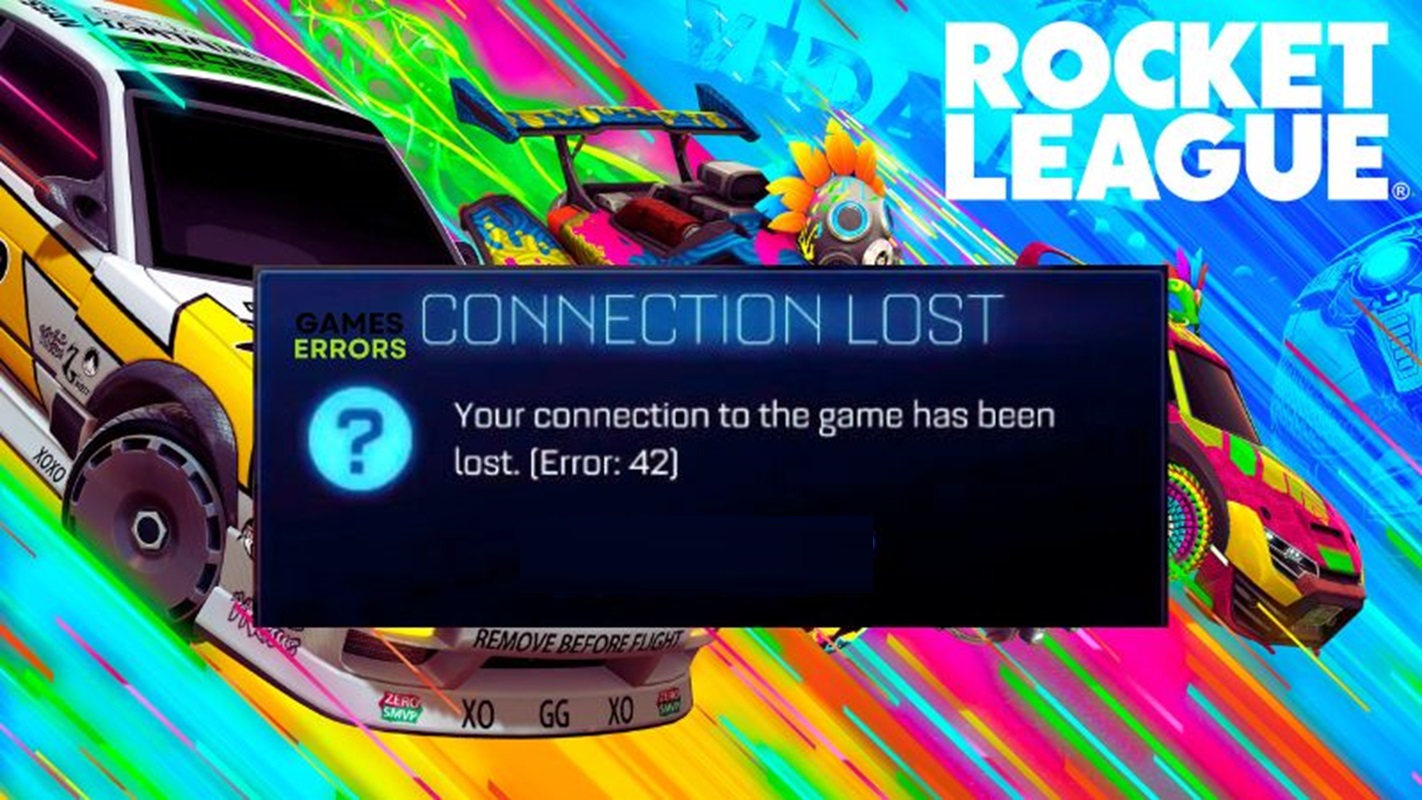 ROCKET
LEAGUE®
GAMES
ERRORS
CONNECTION LOST
?
Your connection to the game has been
lost. (Error: 42)
XOXO
REMOVE BEFORE FLIGHT
ZERO
SMVP
XO GG XO
ZERO
SMVP